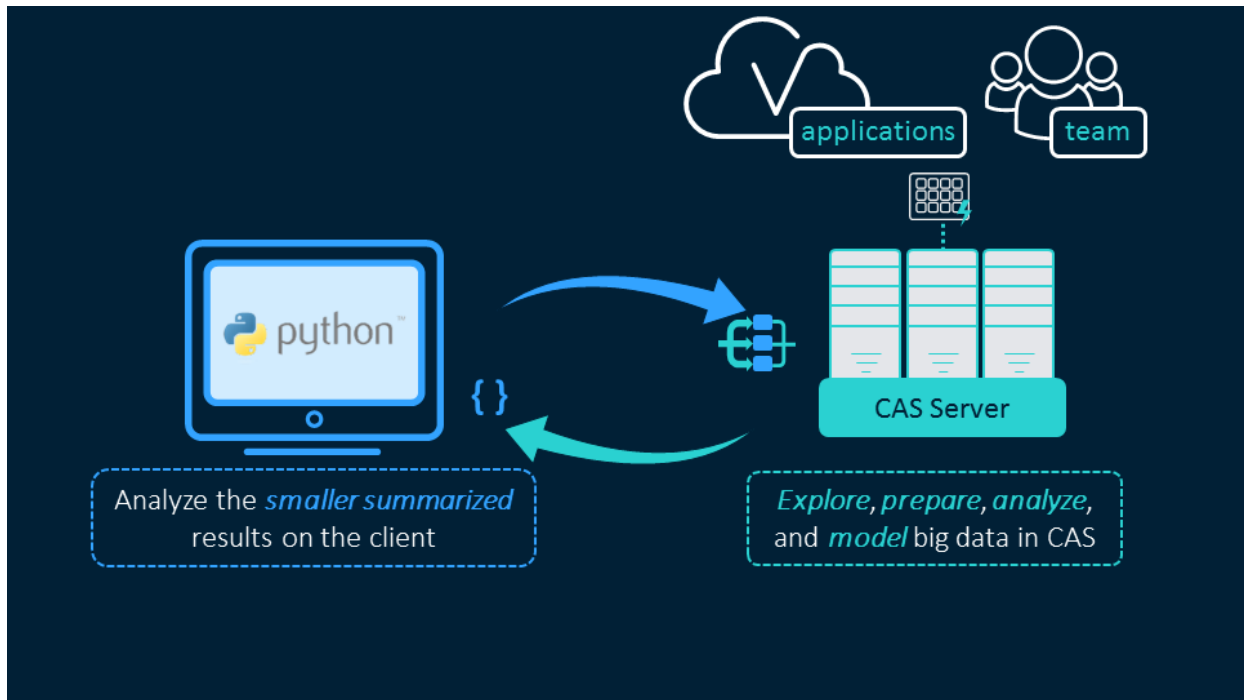 applications
team
python™
{ }
CAS Server
Analyze the smaller summarized
results on the client
Explore, prepare, analyze,
and model big data in CAS